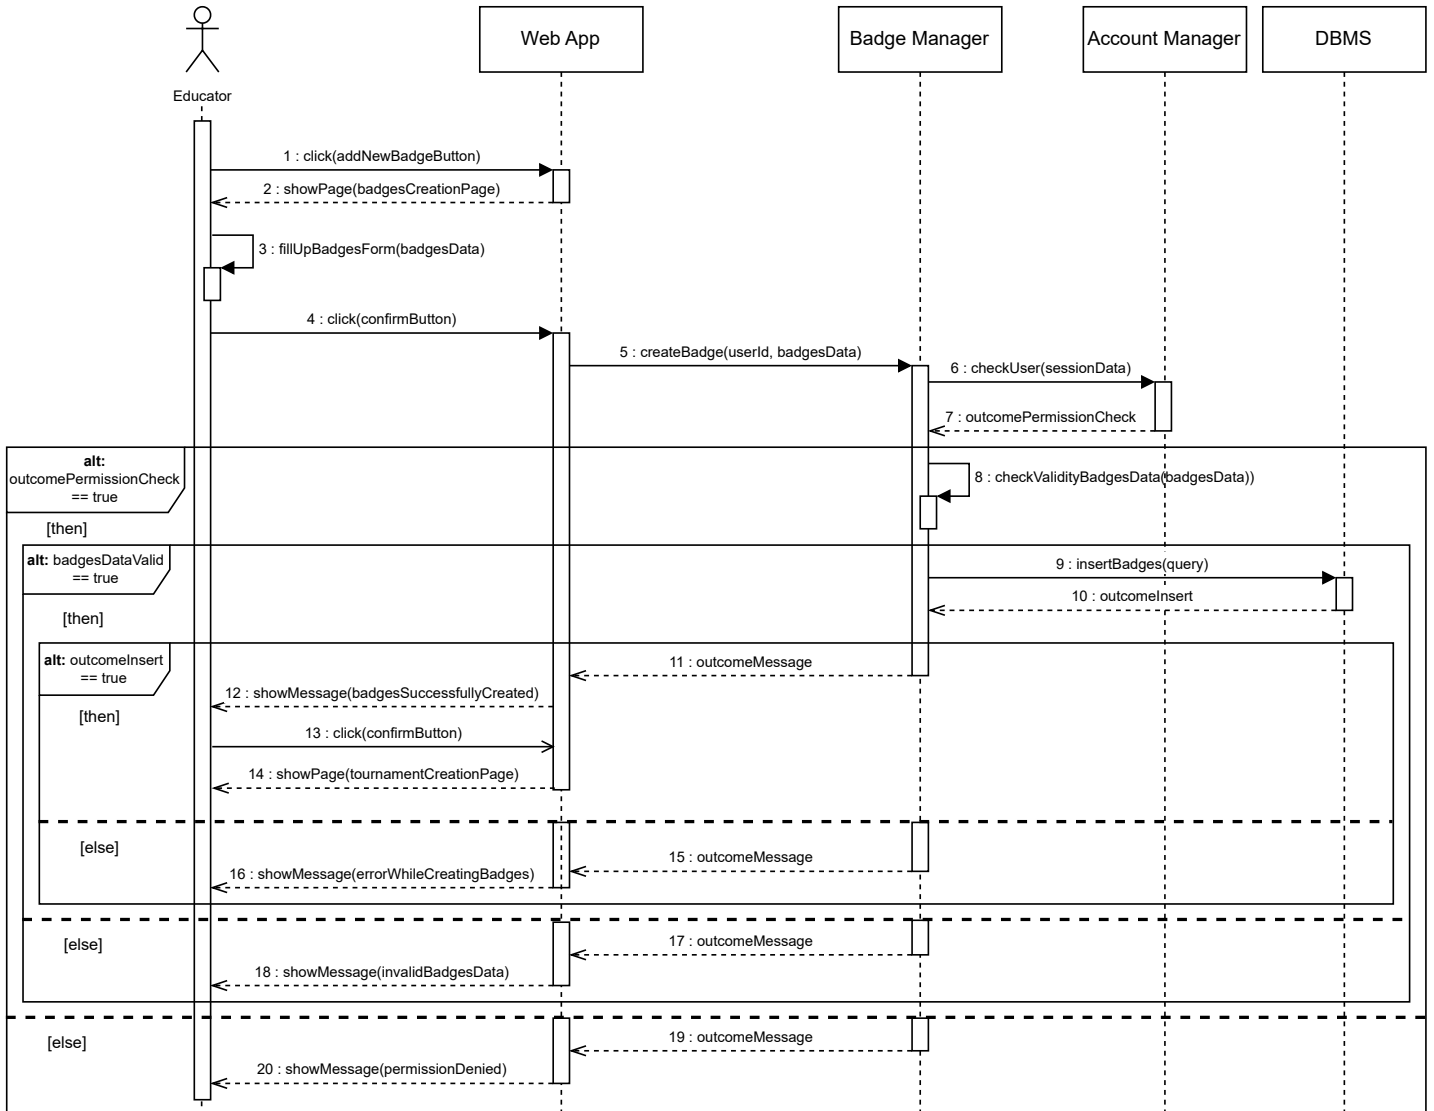 Web App
Badge Manager
Account Manager
DBMS
Educator
1 : click(addNewBadgeButton)
2 : showPage(badgesCreationPage)
3 : fillUpBadgesForm(badgesData)
4 : click(confirmButton)
5 : createBadge(userId, badgesData)
6 : checkUser(sessionData)
7 : outcomePermissionCheck
alt:
outcomePermissionCheck
== true
8 : checkValidityBadgesData(badgesData))
[then]
alt: badgesDataValid
== true
9 : insertBadges(query)
10 : outcomeInsert
[then]
alt: outcomeInsert
== true
11 : outcomeMessage
12 : showMessage(badgesSuccessfullyCreated)
[then]
13 : click(confirmButton)
14 : showPage(tournamentCreationPage)
[else]
15 : outcomeMessage
16 : showMessage(errorWhileCreatingBadges)
[else]
17 : outcomeMessage
18 : showMessage(invalidBadgesData)
[else]
19 : outcomeMessage
20 : showMessage(permissionDenied)